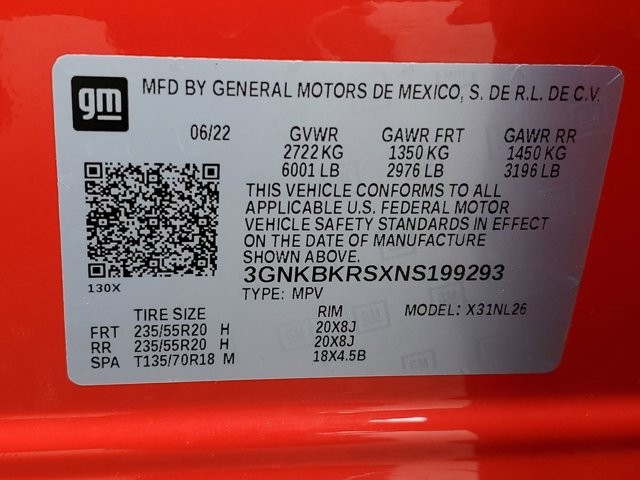 gm
MFD BY GENERAL MOTORS DE MEXICO, S. DE R.L. DE C.V.
06/22 GVWR GAWR FRT GAWR RR
2722 KG 1350 KG 1450 KG
6001 LB 2976 LB 3196 LB
THIS VEHICLE CONFORMS TO ALL
APPLICABLE U.S. FEDERAL MOTOR
VEHICLE SAFETY STANDARDS IN EFFECT
ON THE DATE OF MANUFACTURE
SHOWN ABOVE.
3GNKBKRSXNS199293
130X TYPE: MPV
TIRE SIZE RIM MODEL: X31NL26
FRT 235/55R20 H 20X8J
RR 235/55R20 H 20X8J
SPA T135/70R18 M 18X4.5B